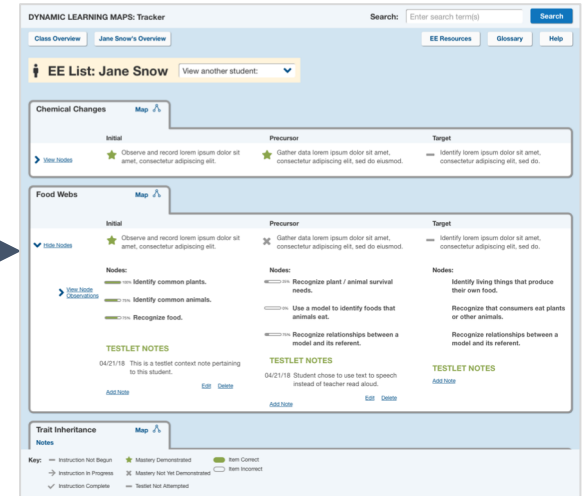 DYNAMIC LEARNING MAPS: Tracker
Search: Enter search term(s) Search
Class Overview Jane Snow's Overview EE Resources Glossary Help
EE List: Jane Snow View another student:
Chemical Changes Map
Initial Precursor Target
View Nodes
Observe and record lorem ipsum dolor sit
amet, consectetur adipiscing elit.
Gather data lorem ipsum dolor sit amet,
consectetur adipiscing elit, sed do eiusmod.
Identify lorem ipsum dolor sit amet,
consectetur adipiscing elit, sed do.
Food Webs Map
Initial Precursor Target
Hide Nodes
Observe and record lorem ipsum dolor sit
amet, consectetur adipiscing elit.
Gather data lorem ipsum dolor sit amet,
consectetur adipiscing elit, sed do eiusmod.
Identify lorem ipsum dolor sit amet,
consectetur adipiscing elit, sed do.
View Node
Observations
Nodes:
Identify common plants.
Identify common animals.
Recognize food.
TESTLET NOTES
04/21/18 This is a testlet context note pertaining
to this student.
Edit Delete
Add Note
Nodes:
Recognize plant / animal survival
needs.
Use a model to identify foods that
animals eat.
Recognize relationships between a
model and its referent.
TESTLET NOTES
04/21/18 Student chose to use text to speech
instead of teacher read aloud.
Edit Delete
Add Note
Nodes:
Identify living things that produce
their own food.
Recognize that consumers eat plants
or other animals.
Recognize relationships between a
model and its referent.
TESTLET NOTES
Add Note
Trait Inheritance Map
Notes
Key: Instruction Not Begun Mastery Demonstrated Item Correct
Instruction In Progress Mastery Not Yet Demonstrated Item Incorrect
Instruction Complete Testlet Not Attempted